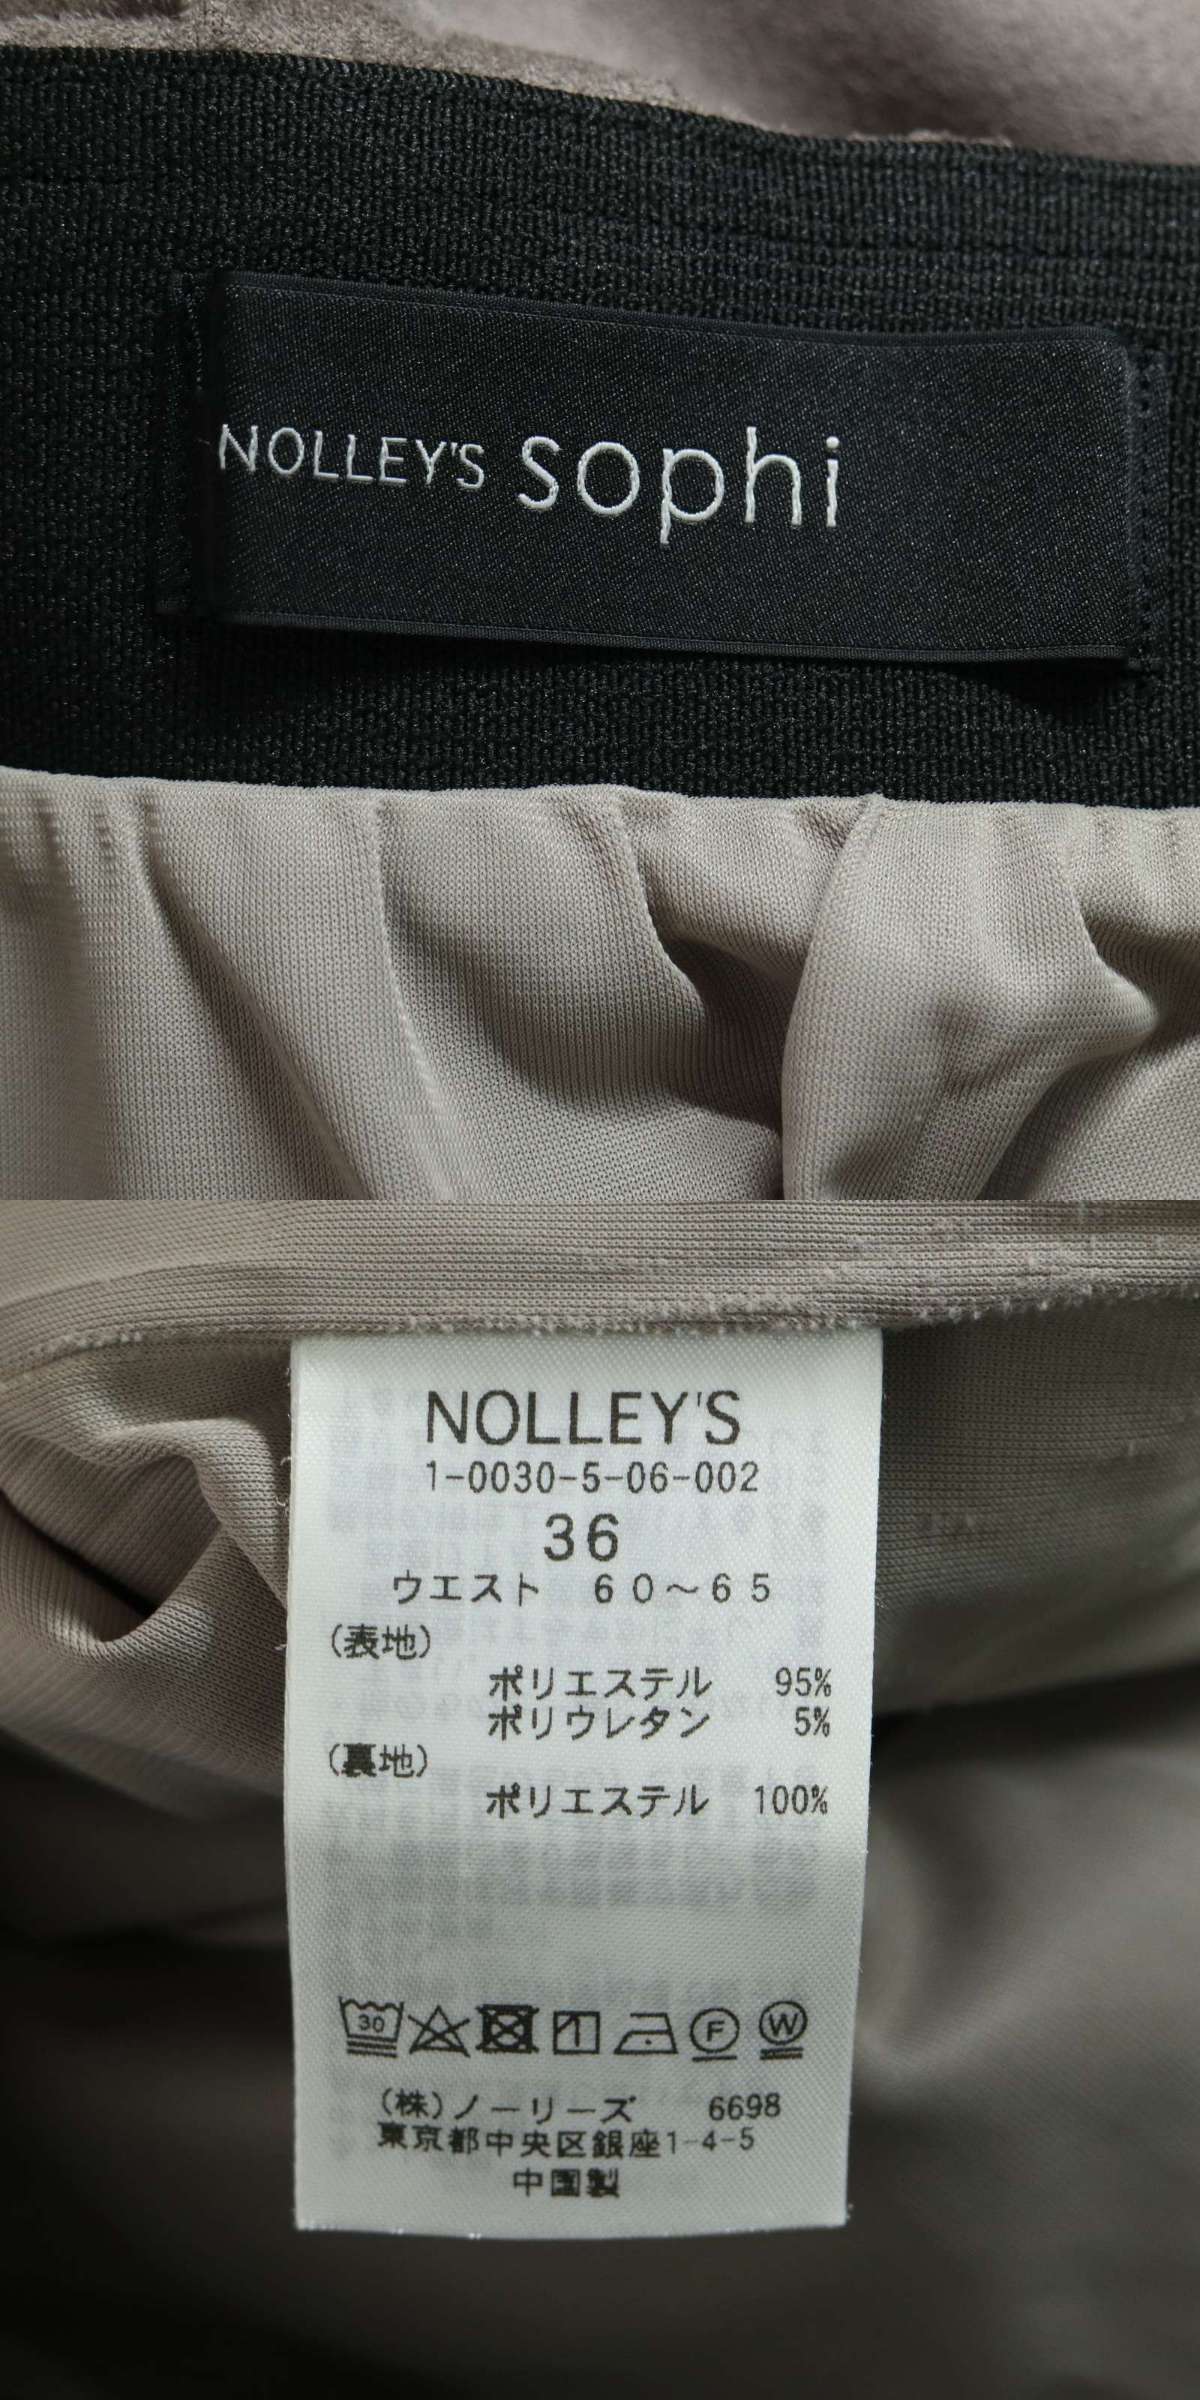 NOLLEY'S sophi
NOLLEY'S
1-0030-5-06-002
36
ウエスト 60～65
(表地)
ポリエステル 95%
ポリウレタン 5%
(裏地)
ポリエステル 100%
30 1 F W
(株)ノーリーズ 6698
東京都中央区銀座1-4-5
中国製